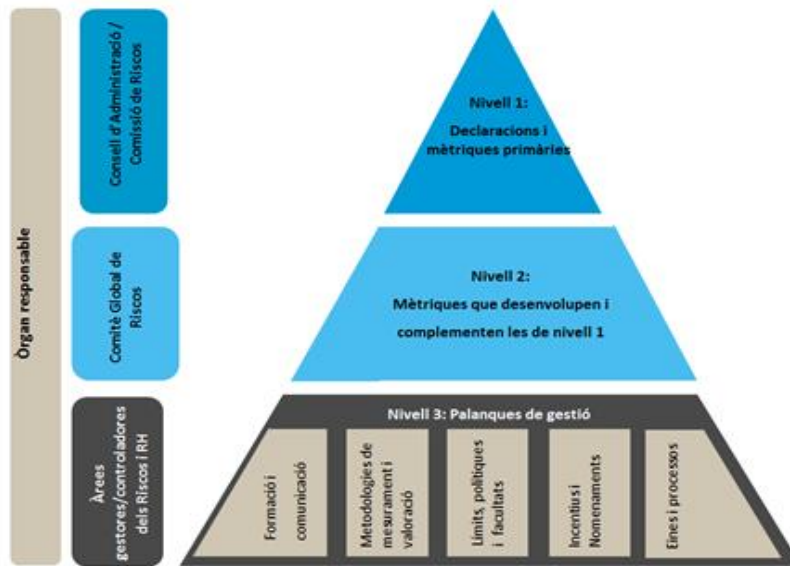 Òrgan responsable
Consell d'Administració /
Comissió de Riscos
Nivell 1:
Declaracions i
mètriques primàries
Comitè Global de
Riscos
Nivell 2:
Mètriques que desenvolupen i
complementen les de nivell 1
Àrees
gestores/controladores
dels Riscos i RH
Nivell 3: Palanques de gestió
Formació i
comunicació
Metodologies de
mesurament i
valoració
Límits, polítiques
i facultats
Incentius i
Nomenaments
Eines i processos